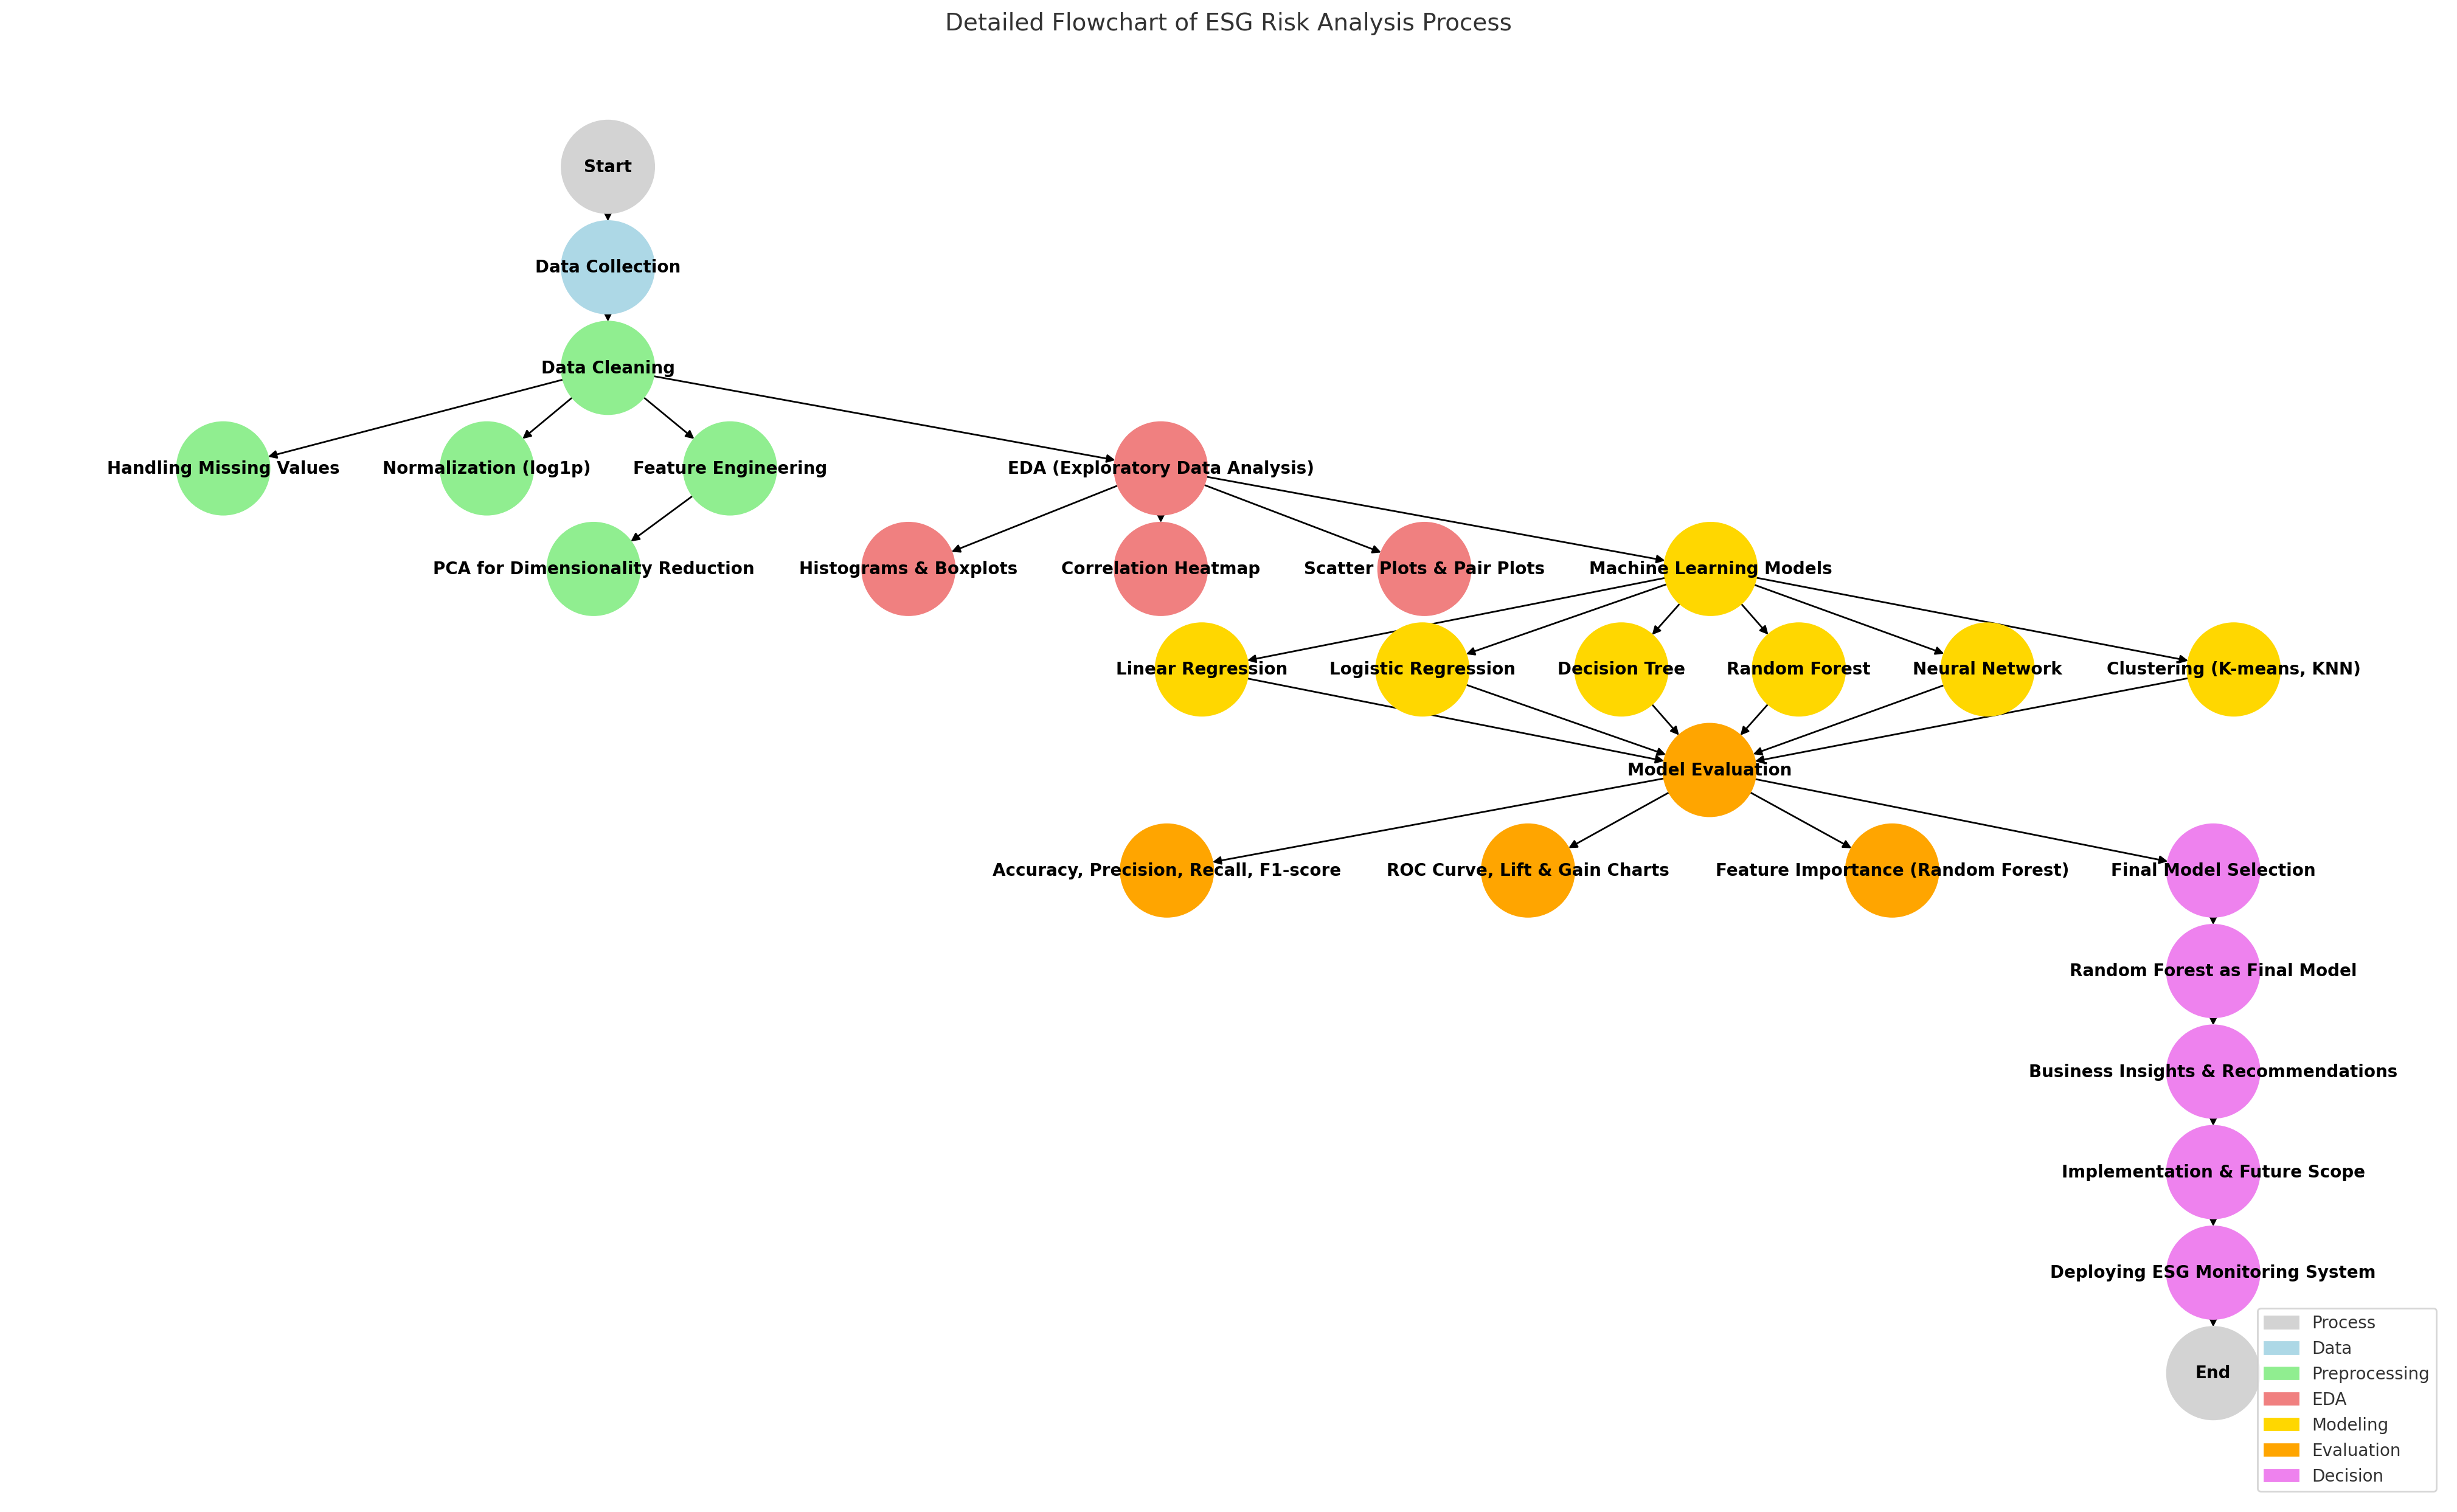 Detailed Flowchart of ESG Risk Analysis Process
Start
Data Collection
Data Cleaning
Handling Missing Values
Normalization (log1p)
Feature Engineering
EDA (Exploratory Data Analysis)
PCA for Dimensionality Reduction
Histograms & Boxplots
Correlation Heatmap
Scatter Plots & Pair Plots
Machine Learning Models
Linear Regression
Logistic Regression
Decision Tree
Random Forest
Neural Network
Clustering (K-means, KNN)
Model Evaluation
Accuracy, Precision, Recall, F1-score
ROC Curve, Lift & Gain Charts
Feature Importance (Random Forest)
Final Model Selection
Random Forest as Final Model
Business Insights & Recommendations
Implementation & Future Scope
Deploying ESG Monitoring System
End
Process
Data
Preprocessing
EDA
Modeling
Evaluation
Decision